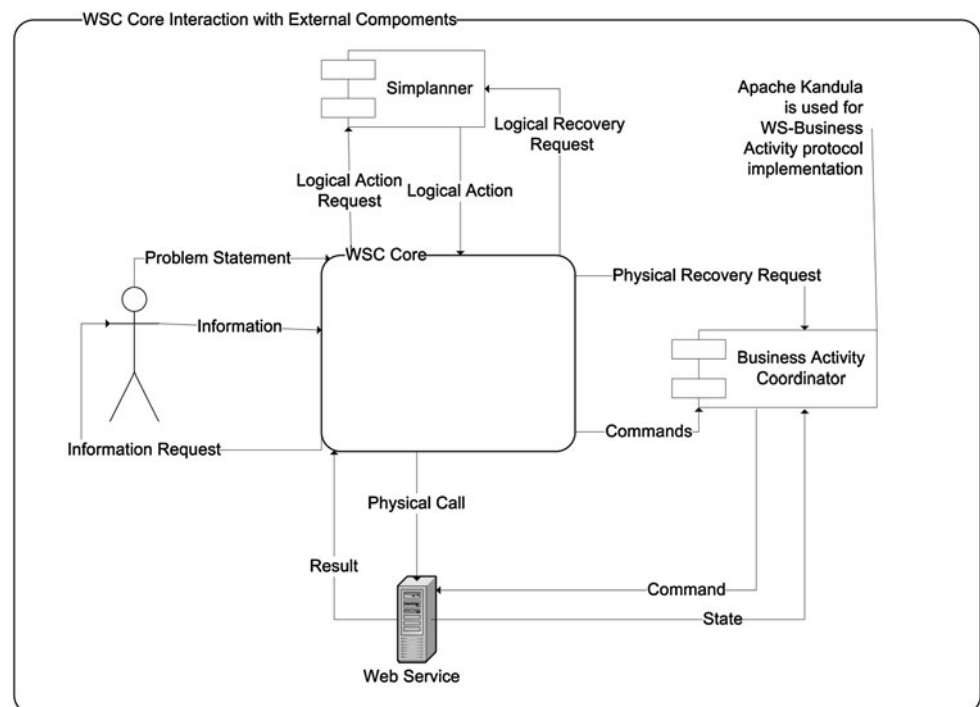 WSC Core Interaction with External Compoments
Simplanner
Apache Kandula
is used for
WS-Business
Activity protocol
implementation
Logical Recovery
Request
Logical Action
Request
Logical Action
Problem Statement
WSC Core
Physical Recovery Request
Information
Business Activity
Coordinator
Information Request
Commands
Physical Call
Result
Command
State
Web Service